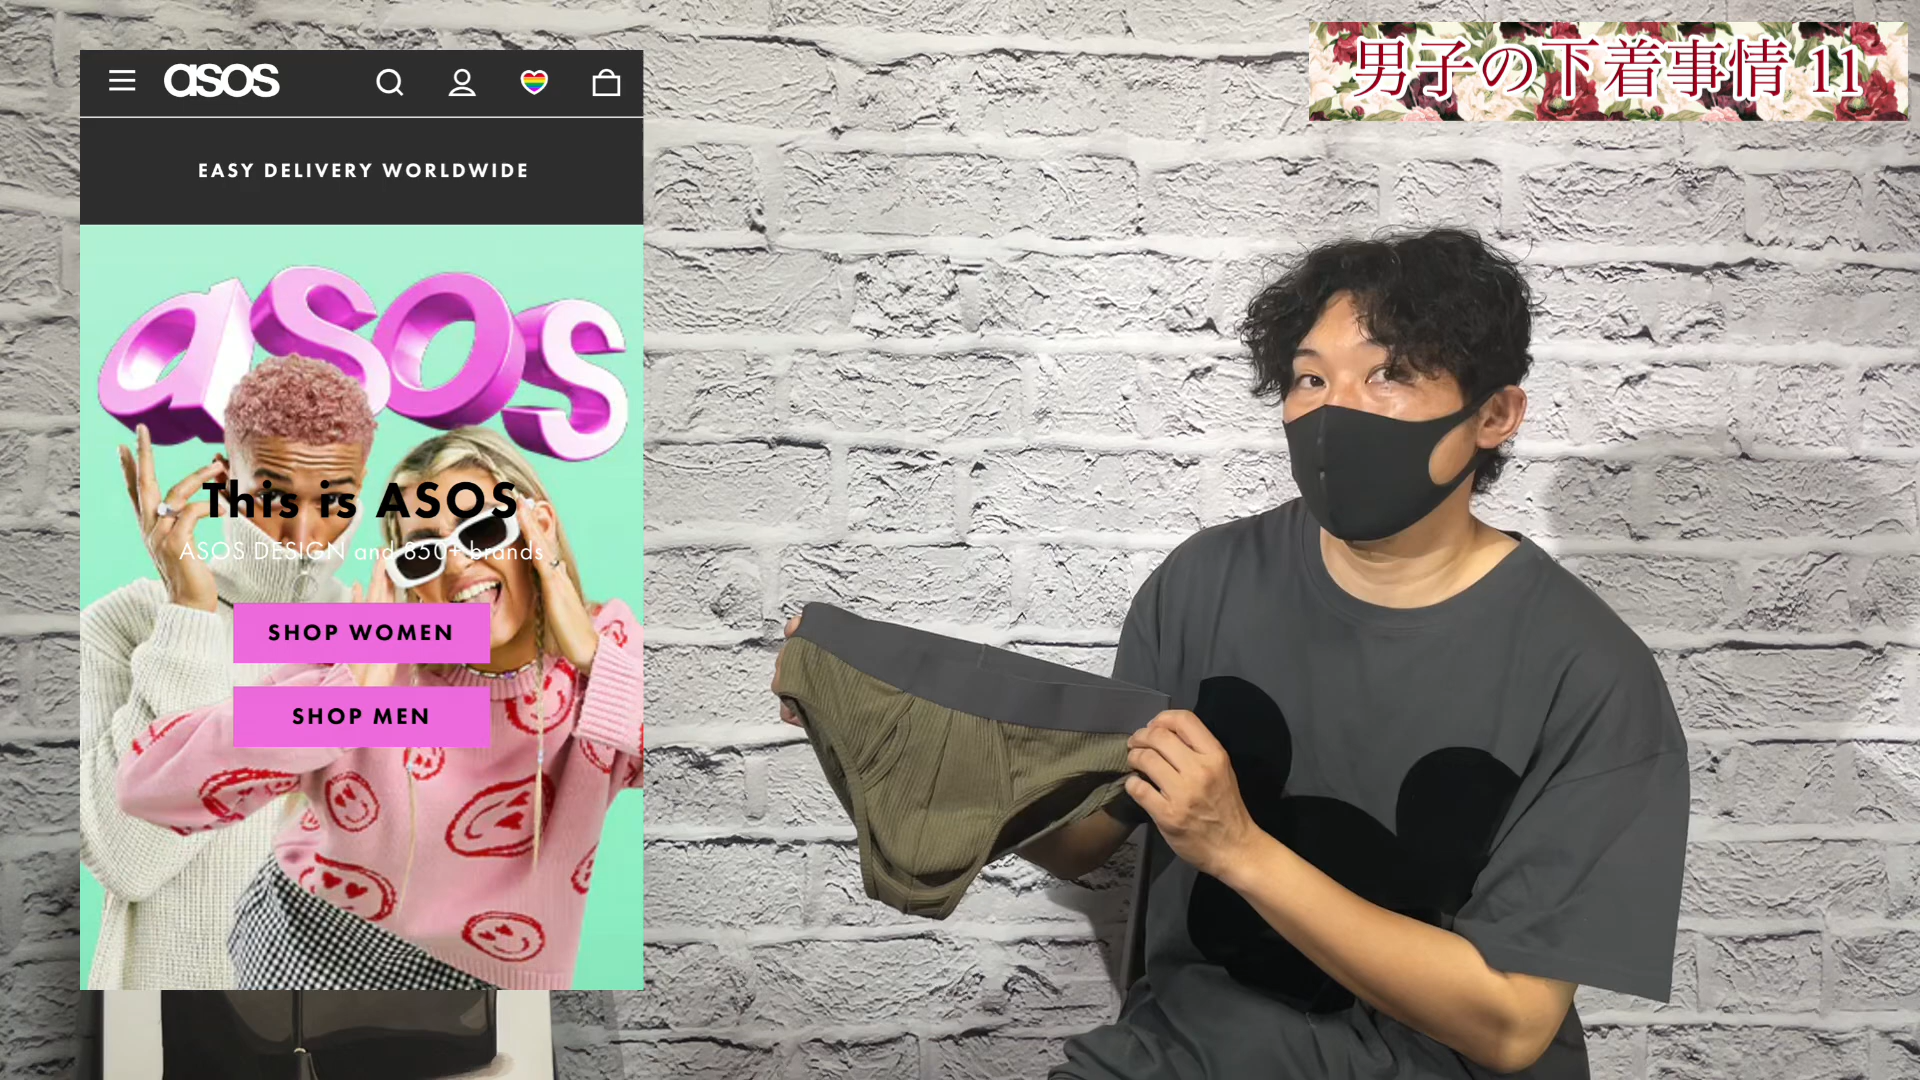 asos
EASY DELIVERY WORLDWIDE
asos
This is ASOS
ASOS DESIGN and 850+ brands
SHOP WOMEN
SHOP MEN
男子の下着事情 11